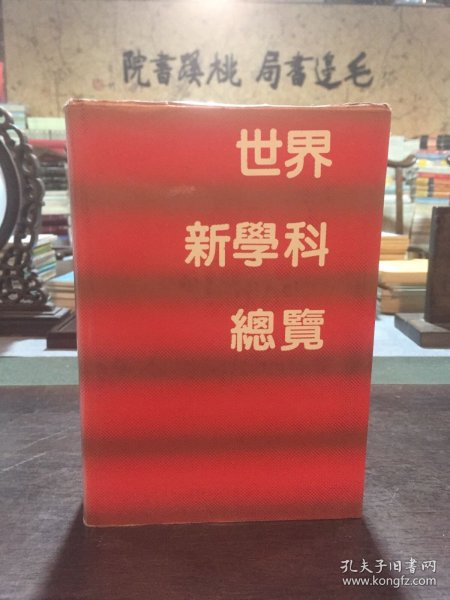 毛邊書局 桃蹊書院
世界
新學科
總覽
孔夫子旧书网
www.kongfz.com